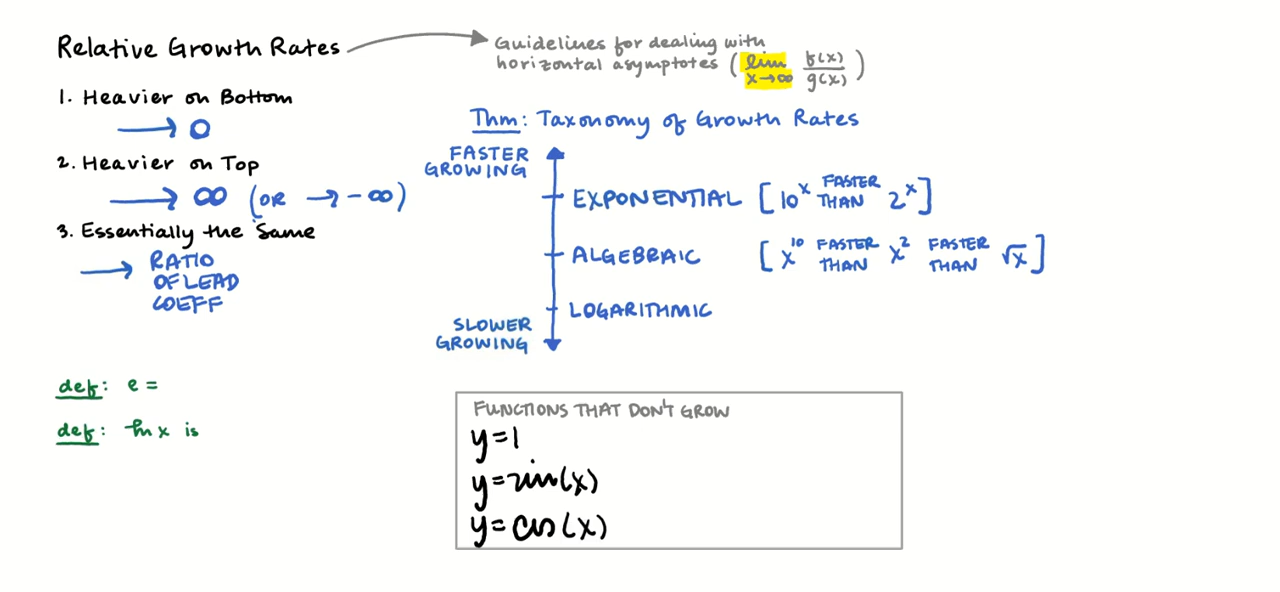 Relative Growth Rates
Guidelines for dealing with
horizontal asymptotes (lim x→∞ f(x)/g(x))
1. Heavier on Bottom
→ 0
2. Heavier on Top
→ ∞ (OR → -∞)
3. Essentially the Same
→ RATIO
OF LEAD
COEFF
Thm: Taxonomy of Growth Rates
FASTER
GROWING
EXPONENTIAL [10^x FASTER THAN 2^x]
ALGEBRAIC [x^10 FASTER THAN x^2 FASTER THAN √x]
LOGARITHMIC
SLOWER
GROWING
def: e =
def: ln x is
FUNCTIONS THAT DON'T GROW
y=1
y=sin(x)
y=cos(x)